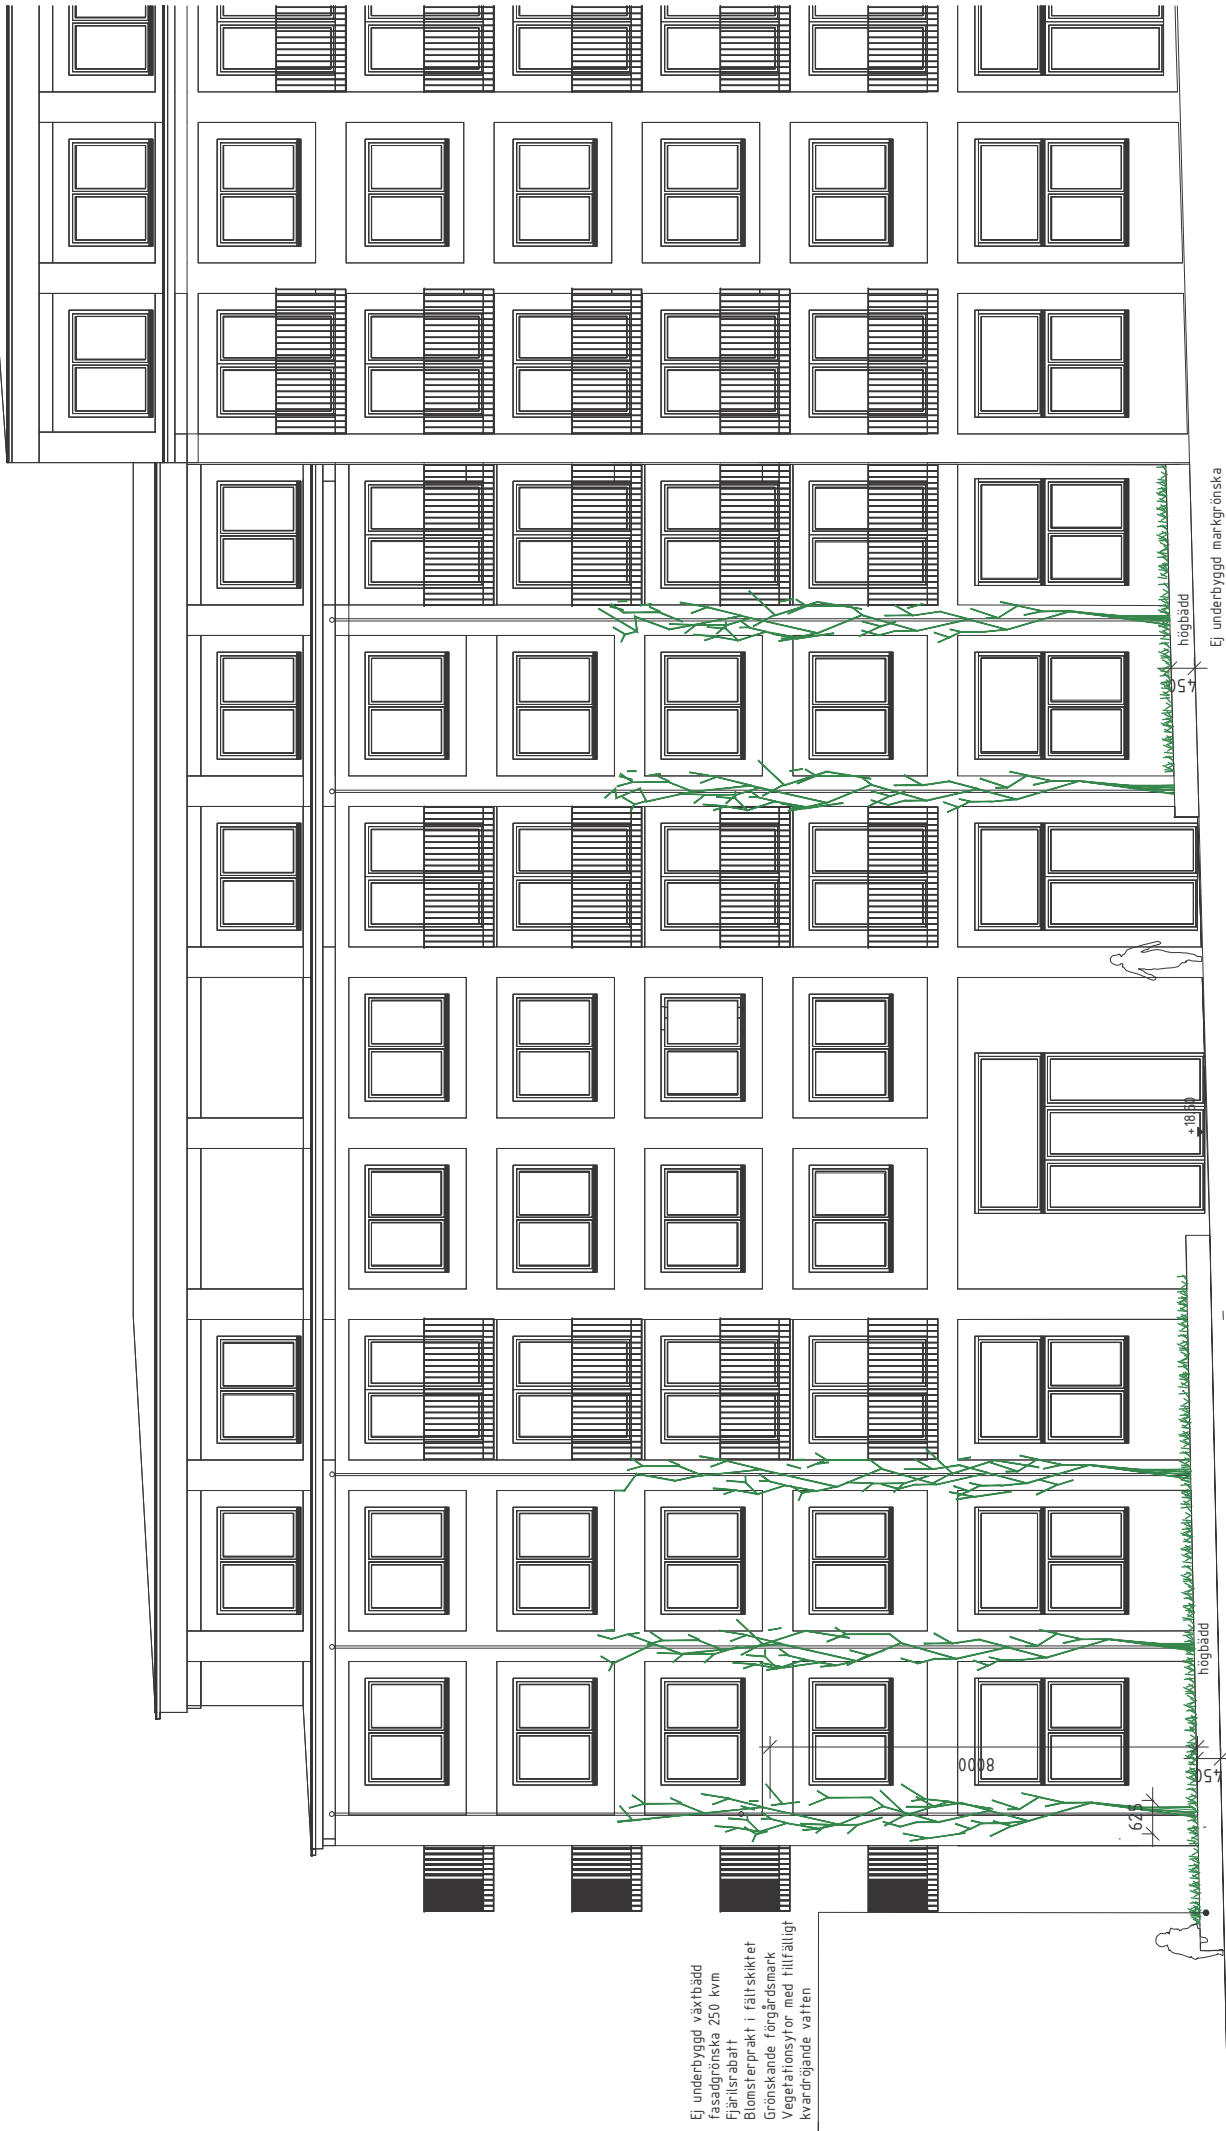 Ej underbyggd växtbädd
fasadgrönska 250 kvm
Fjärilsrabatt
Blomsterprakt i fältskiktet
Grönskande förgårdsmark
Vegetationsytor med tillfälligt
kvardröjande vatten
8000
625
450
högbädd
+18.50
450
högbädd
Ej underbyggd markgrönska